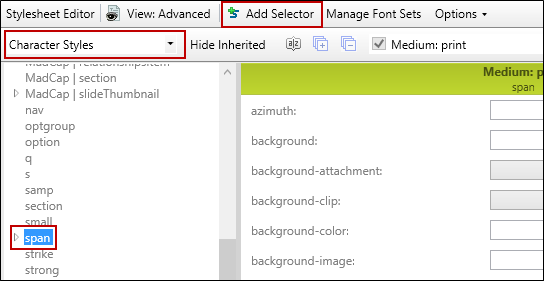 Stylesheet Editor View: Advanced Add Selector Manage Font Sets Options
Character Styles Hide Inherited Medium: print
MadCap | relationshipsItem
MadCap | section
MadCap | slideThumbnail
nav
optgroup
option
q
s
samp
section
small
span
strike
strong
Medium: p
span
azimuth:
background:
background-attachment:
background-clip:
background-color:
background-image: